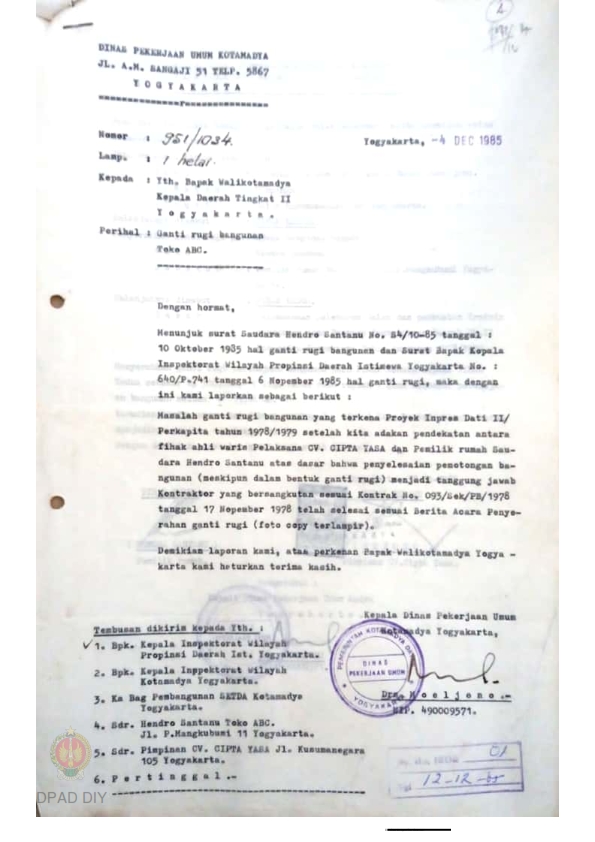 4
DINAS PEKERJAAN UMUM KOTAMADYA
JL. A.M. SANGAJI 51 TELP. 5867
Y O G Y A K A R T A
Nomor : 951/1034.
Yogyakarta, -4 DEC 1985
Lamp. : 1 helai.
Kepada : Yth. Bapak Walikotamadya
Kepala Daerah Tingkat II
Y o g y a k a r t a .
Perihal : Ganti rugi bangunan
Toko ABC.
Dengan hormat,
Menunjuk surat Saudara Hendro Santanu No. S4/10-85 tanggal :
10 Oktober 1985 hal ganti rugi bangunan dan Surat Bapak Kepala
Inspektorat Wilayah Propinsi Daerah Istimewa Yogyakarta No. :
640/P.741 tanggal 6 Nopember 1985 hal ganti rugi, maka dengan
ini kami laporkan sebagai berikut :
Masalah ganti rugi bangunan yang terkena Proyek Inpres Dati II/
Perkapita tahun 1978/1979 setelah kita adakan pendekatan antara
fihak ahli waris Pelaksana CV. CIPTA YASA dan Pemilik rumah Sau-
dara Hendro Santanu atas dasar bahwa penyelesaian pemotongan ba-
ngunan (meskipun dalam bentuk ganti rugi) menjadi tanggung jawab
Kontraktor yang bersangkutan sesuai Kontrak No. 093/Sek/PB/1978
tanggal 17 Nopember 1978 telah selesai sesuai Berita Acara Penye-
rahan ganti rugi (foto copy terlampir).
Demikian laporan kami, atas perkenan Bapak Walikotamadya Yogya -
karta kami haturkan terima kasih.
Kepala Dinas Pekerjaan Umum
Kotamadya Yogyakarta,
PEMERINTAH KOTAMADYA
DINAS
PEKERJAAN UMUM
YOGYAKARTA
Drs. M o e l j o n o .-
NIP. 490009571.
Tembusan dikirim kepada Yth. :
1. Bpk. Kepala Inspektorat Wilayah
Propinsi Daerah Ist. Yogyakarta.
2. Bpk. Kepala Inspektorat Wilayah
Kotamadya Yogyakarta.
3. Ka Bag Pembangunan SETDA Kotamadya
Yogyakarta.
4. Sdr. Hendro Santanu Toko ABC.
Jl. P.Mangkubumi 11 Yogyakarta.
5. Sdr. Pimpinan CV. CIPTA YASA Jl. Kusumanegara
105 Yogyakarta.
6. P e r t i n g g a l .-
01
12-12-85
DPAD DIY